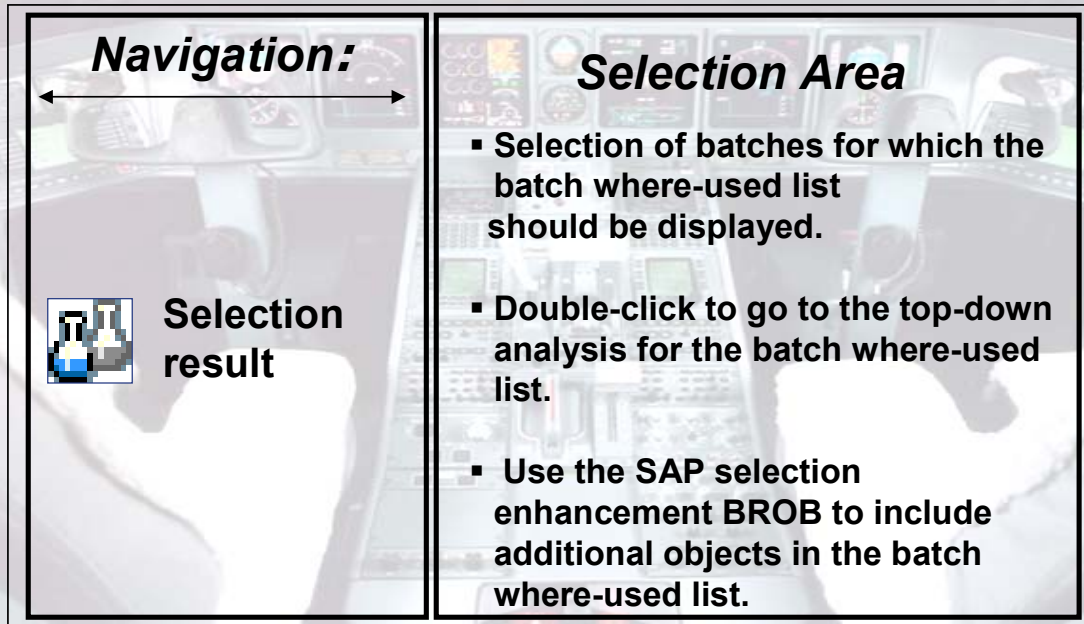 Navigation:
Selection
result
Selection Area
▪ Selection of batches for which the
batch where-used list
should be displayed.
▪ Double-click to go to the top-down
analysis for the batch where-used
list.
▪ Use the SAP selection
enhancement BROB to include
additional objects in the batch
where-used list.